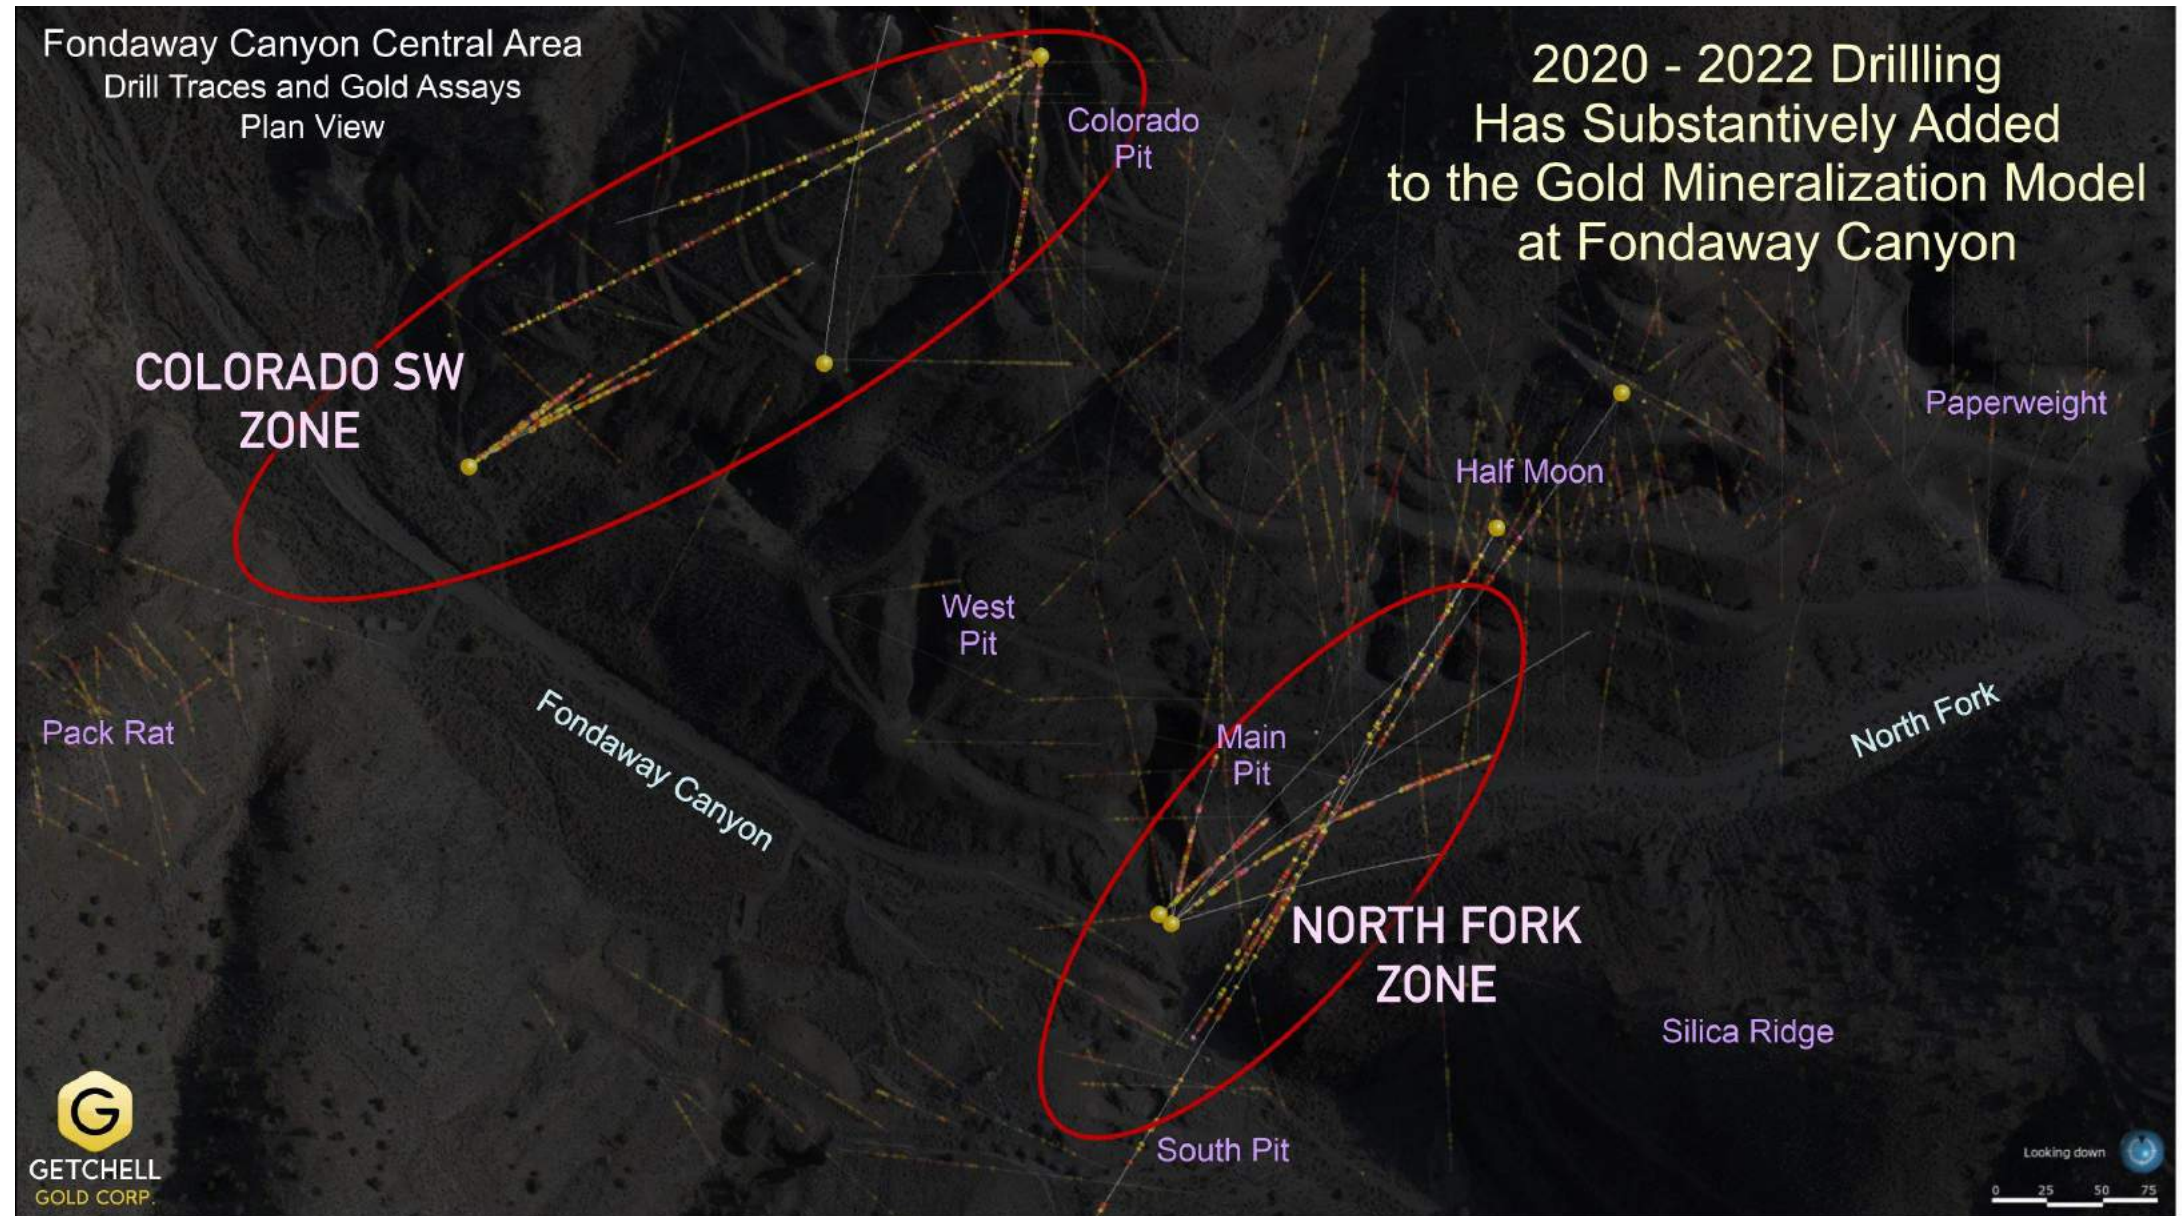 Fondaway Canyon Central Area
Drill Traces and Gold Assays
Plan View
2020 - 2022 Drillling
Has Substantively Added
to the Gold Mineralization Model
at Fondaway Canyon
Colorado
Pit
COLORADO SW
ZONE
Paperweight
Half Moon
West
Pit
Pack Rat
Fondaway Canyon
Main
Pit
North Fork
NORTH FORK
ZONE
Silica Ridge
South Pit
G
GETCHELL
GOLD CORP.
Looking down
0 25 50 75